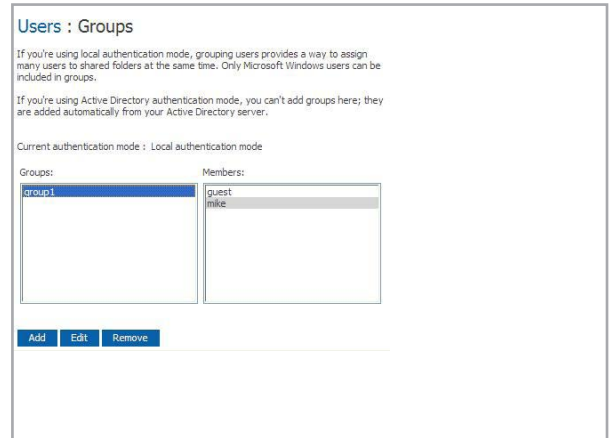 Users : Groups
If you're using local authentication mode, grouping users provides a way to assign
many users to shared folders at the same time. Only Microsoft Windows users can be
included in groups.
If you're using Active Directory authentication mode, you can't add groups here; they
are added automatically from your Active Directory server.
Current authentication mode : Local authentication mode
Groups: Members:
group1 guest
mike
Add Edit Remove